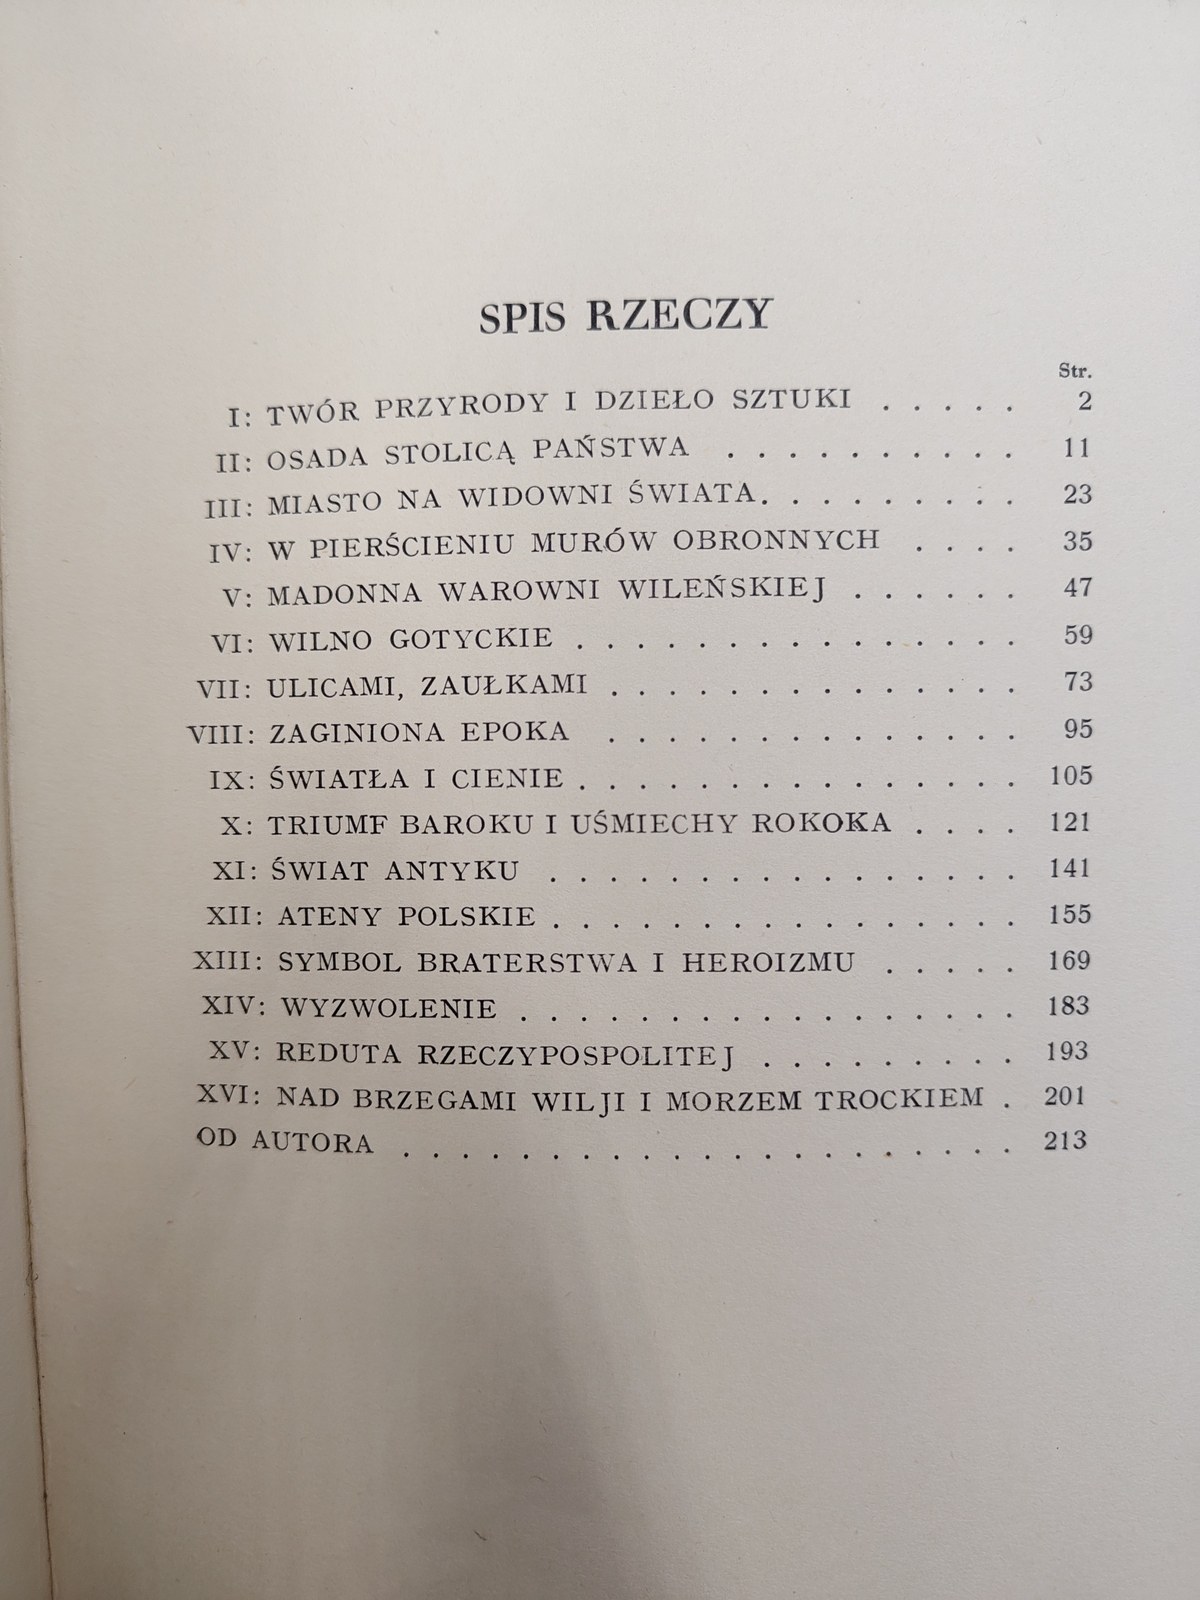 SPIS RZECZY
Str.
I: TWÓR PRZYRODY I DZIEŁO SZTUKI . . . . . 2
II: OSADA STOLICĄ PAŃSTWA . . . . . . . . . . 11
III: MIASTO NA WIDOWNI ŚWIATA . . . . . . . . . 23
IV: W PIERŚCIENIU MURÓW OBRONNYCH . . . . 35
V: MADONNA WAROWNI WILEŃSKIEJ . . . . . . 47
VI: WILNO GOTYCKIE . . . . . . . . . . . . . . . 59
VII: ULICAMI, ZAUŁKAMI . . . . . . . . . . . . . . 73
VIII: ZAGINIONA EPOKA . . . . . . . . . . . . . . 95
IX: ŚWIATŁA I CIENIE . . . . . . . . . . . . . . . 105
X: TRIUMF BAROKU I UŚMIECHY ROKOKA . . . . 121
XI: ŚWIAT ANTYKU . . . . . . . . . . . . . . . . 141
XII: ATENY POLSKIE . . . . . . . . . . . . . . . . 155
XIII: SYMBOL BRATERSTWA I HEROIZMU . . . . . 169
XIV: WYZWOLENIE . . . . . . . . . . . . . . . . . 183
XV: REDUTA RZECZYPOSPOLITEJ . . . . . . . . . 193
XVI: NAD BRZEGAMI WILJI I MORZEM TROCKIEM . 201
OD AUTORA . . . . . . . . . . . . . . . . . . . . . 213